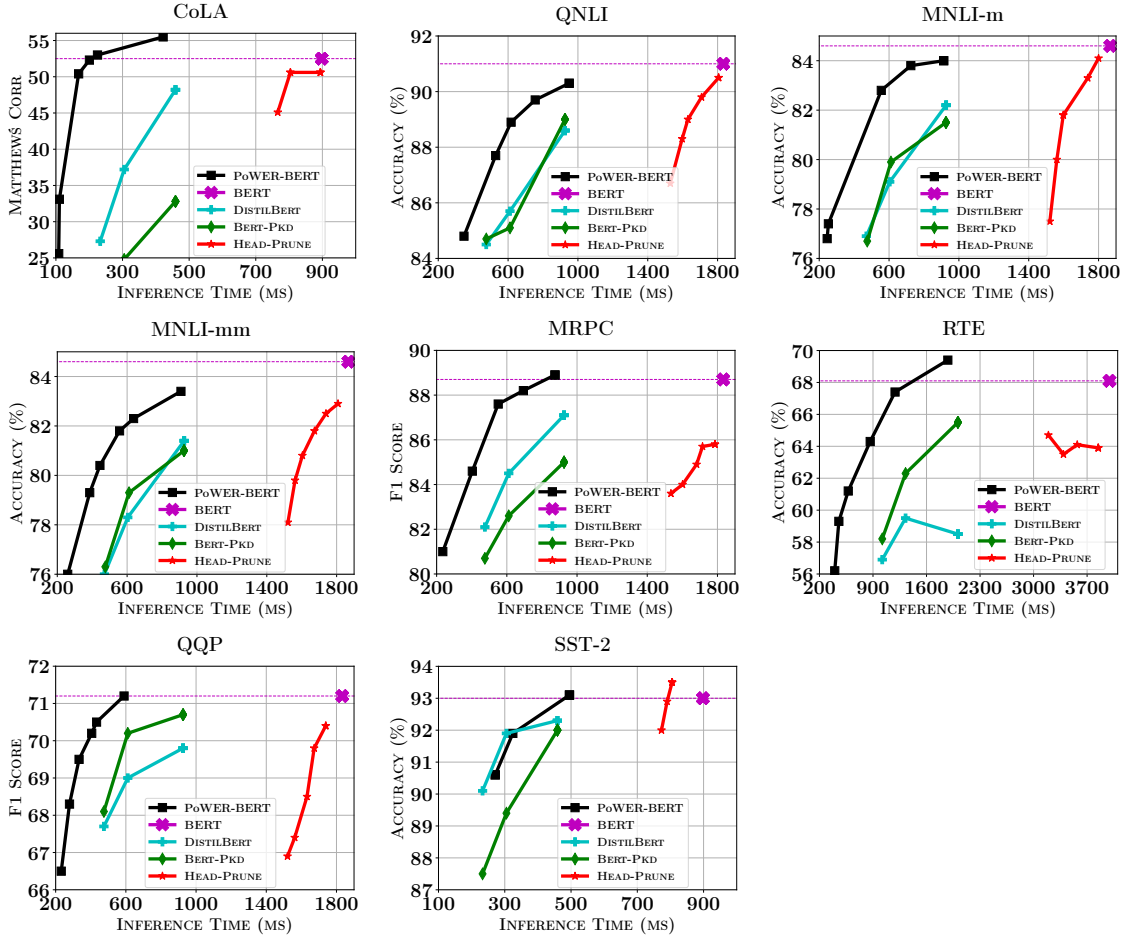 CoLA
Matthewś Corr
55
50
45
40
35
30
25
PoWER-BERT
BERT
DistilBert
Bert-Pkd
Head-Prune
100 300 500 700 900
Inference Time (ms)
QNLI
Accuracy (%)
92
90
88
86
84
PoWER-BERT
BERT
DistilBert
Bert-Pkd
Head-Prune
200 600 1000 1400 1800
Inference Time (ms)
MNLI-m
Accuracy (%)
84
82
80
78
76
PoWER-BERT
BERT
DistilBert
Bert-Pkd
Head-Prune
200 600 1000 1400 1800
Inference Time (ms)
MNLI-mm
Accuracy (%)
84
82
80
78
76
PoWER-BERT
BERT
DistilBert
Bert-Pkd
Head-Prune
200 600 1000 1400 1800
Inference Time (ms)
MRPC
F1 Score
90
88
86
84
82
80
PoWER-BERT
BERT
DistilBert
Bert-Pkd
Head-Prune
200 600 1000 1400 1800
Inference Time (ms)
RTE
Accuracy (%)
70
68
66
64
62
60
58
56
PoWER-BERT
BERT
DistilBert
Bert-Pkd
Head-Prune
200 900 1600 2300 3000 3700
Inference Time (ms)
QQP
F1 Score
72
71
70
69
68
67
66
PoWER-BERT
BERT
DistilBert
Bert-Pkd
Head-Prune
200 600 1000 1400 1800
Inference Time (ms)
SST-2
Accuracy (%)
94
93
92
91
90
89
88
87
PoWER-BERT
BERT
DistilBert
Bert-Pkd
Head-Prune
100 300 500 700 900
Inference Time (ms)